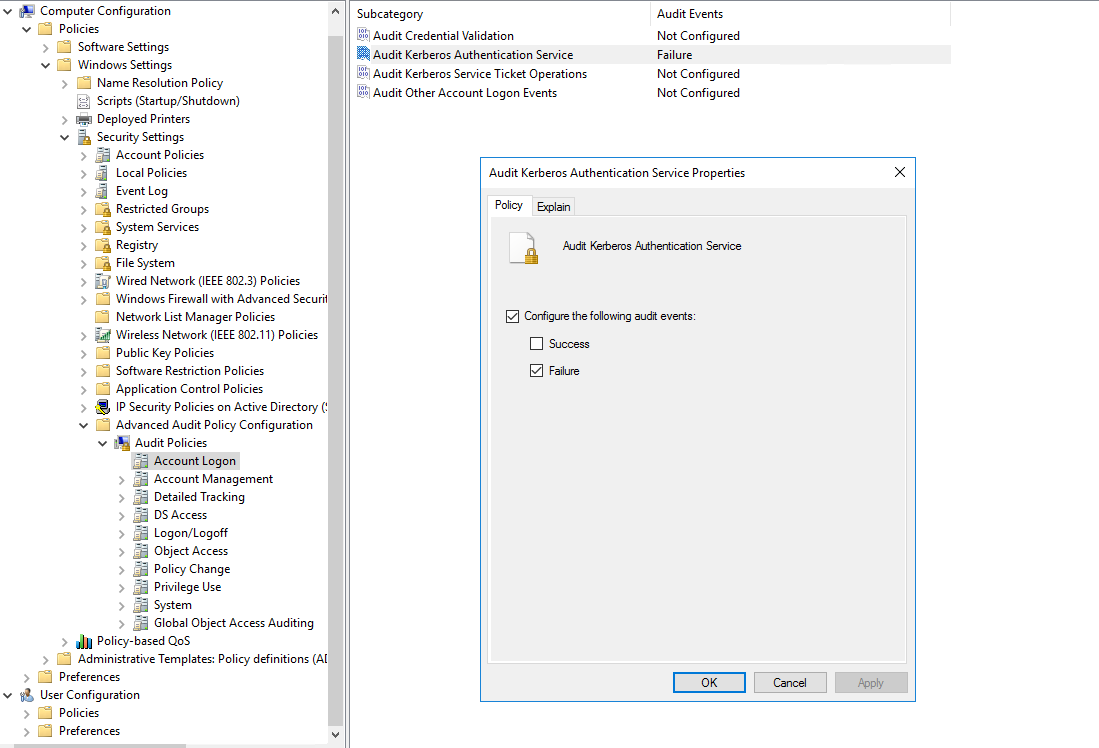 Computer Configuration
Policies
Software Settings
Windows Settings
Name Resolution Policy
Scripts (Startup/Shutdown)
Deployed Printers
Security Settings
Account Policies
Local Policies
Event Log
Restricted Groups
System Services
Registry
File System
Wired Network (IEEE 802.3) Policies
Windows Firewall with Advanced Securit
Network List Manager Policies
Wireless Network (IEEE 802.11) Policies
Public Key Policies
Software Restriction Policies
Application Control Policies
IP Security Policies on Active Directory (
Advanced Audit Policy Configuration
Audit Policies
Account Logon
Account Management
Detailed Tracking
DS Access
Logon/Logoff
Object Access
Policy Change
Privilege Use
System
Global Object Access Auditing
Policy-based QoS
Administrative Templates: Policy definitions (AD
Preferences
User Configuration
Policies
Preferences
Subcategory Audit Events
Audit Credential Validation Not Configured
Audit Kerberos Authentication Service Failure
Audit Kerberos Service Ticket Operations Not Configured
Audit Other Account Logon Events Not Configured
Audit Kerberos Authentication Service Properties
Policy Explain
Audit Kerberos Authentication Service
Configure the following audit events:
Success
Failure
OK Cancel Apply